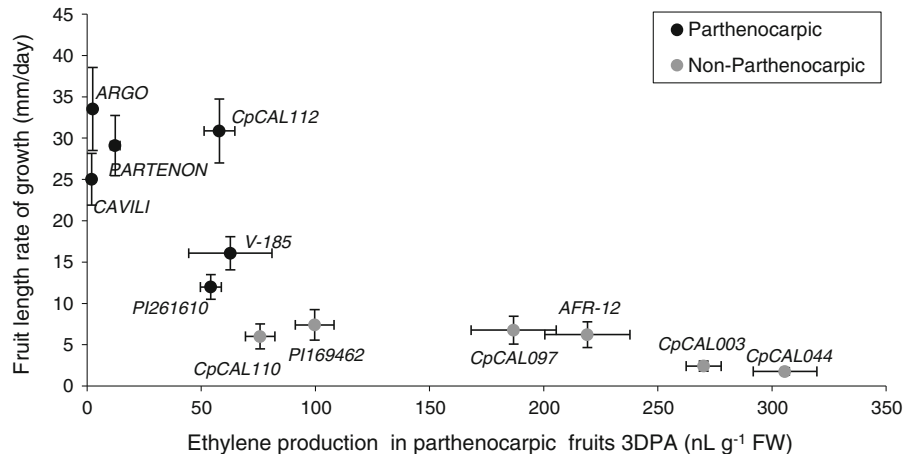 Parthenocarpic
Non-Parthenocarpic
Fruit length rate of growth (mm/day)
45
40
35
30
25
20
15
10
5
0
ARGO
CpCAL112
PARTENON
CAVILI
V-185
PI261610
CpCAL110
PI169462
CpCAL097
AFR-12
CpCAL003
CpCAL044
0 50 100 150 200 250 300 350
Ethylene production in parthenocarpic fruits 3DPA (nL g⁻¹ FW)